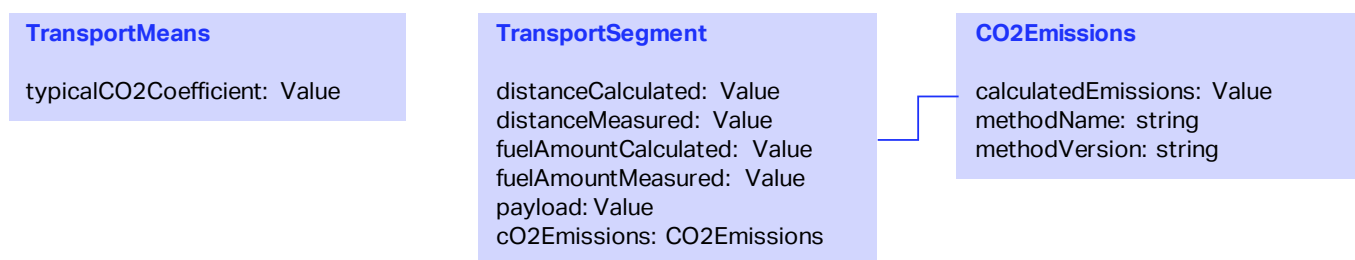 TransportMeans
typicalCO2Coefficient: Value
TransportSegment
distanceCalculated: Value
distanceMeasured: Value
fuelAmountCalculated: Value
fuelAmountMeasured: Value
payload: Value
cO2Emissions: CO2Emissions
CO2Emissions
calculatedEmissions: Value
methodName: string
methodVersion: string